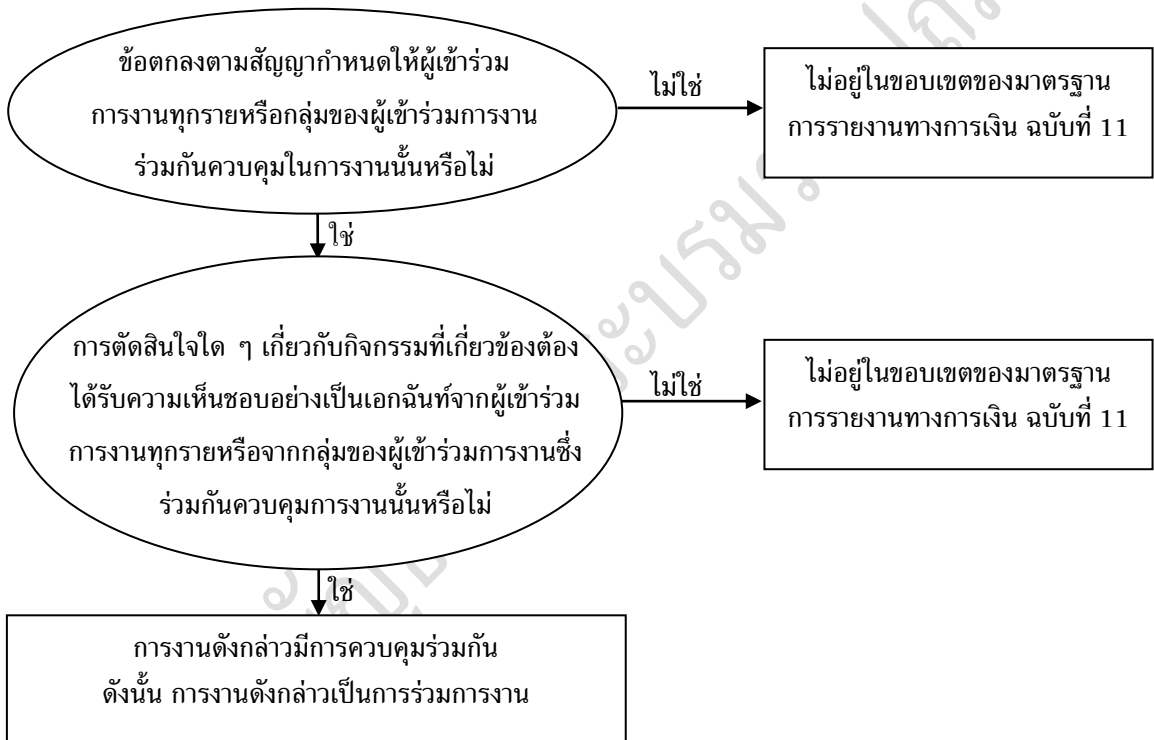 ข้อตกลงตามสัญญากำหนดให้ผู้เข้าร่วม
การงานทุกรายหรือกลุ่มของผู้เข้าร่วมการงาน
ร่วมกันควบคุมในการงานนั้นหรือไม่
ไม่ใช่
ไม่อยู่ในขอบเขตของมาตรฐาน
การรายงานทางการเงิน ฉบับที่ 11
ใช่
การตัดสินใจใด ๆ เกี่ยวกับกิจกรรมที่เกี่ยวข้องต้อง
ได้รับความเห็นชอบอย่างเป็นเอกฉันท์จากผู้เข้าร่วม
การงานทุกรายหรือจากกลุ่มของผู้เข้าร่วมการงานซึ่ง
ร่วมกันควบคุมการงานนั้นหรือไม่
ไม่ใช่
ไม่อยู่ในขอบเขตของมาตรฐาน
การรายงานทางการเงิน ฉบับที่ 11
ใช่
การงานดังกล่าวมีการควบคุมร่วมกัน
ดังนั้น การงานดังกล่าวเป็นการร่วมการงาน